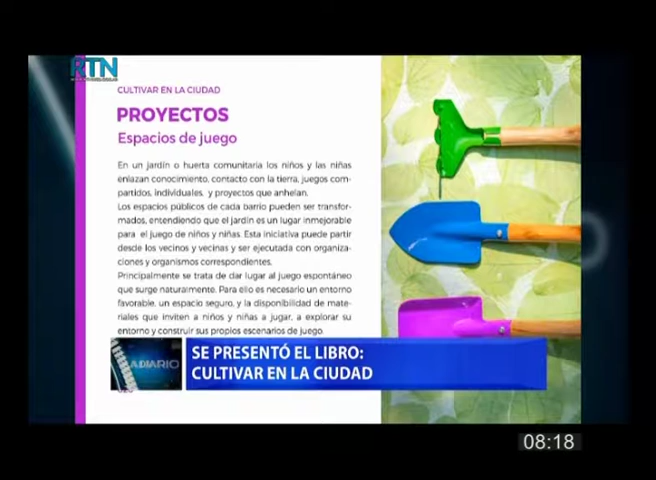 RTN
CULTIVAR EN LA CIUDAD
PROYECTOS
Espacios de juego
En un jardín o huerta comunitaria los niños y las niñas
enlazan conocimiento, contacto con la tierra, juegos com-
partidos, individuales, y proyectos que anhelan.
Los espacios públicos de cada barrio pueden ser transfor-
mados, entendiendo que el jardín es un lugar inmejorable
para el juego de niños y niñas. Esta iniciativa puede partir
desde los vecinos y vecinas y ser ejecutada con organiza-
ciones y organismos correspondientes.
Principalmente se trata de dar lugar al juego espontáneo
que surge naturalmente. Para ello es necesario un entorno
favorable, un espacio seguro, y la disponibilidad de mate-
riales que inviten a niños y niñas a jugar, a explorar su
entorno y construir sus propios escenarios de juego.
SE PRESENTÓ EL LIBRO:
CULTIVAR EN LA CIUDAD
A DIARIO
08:18